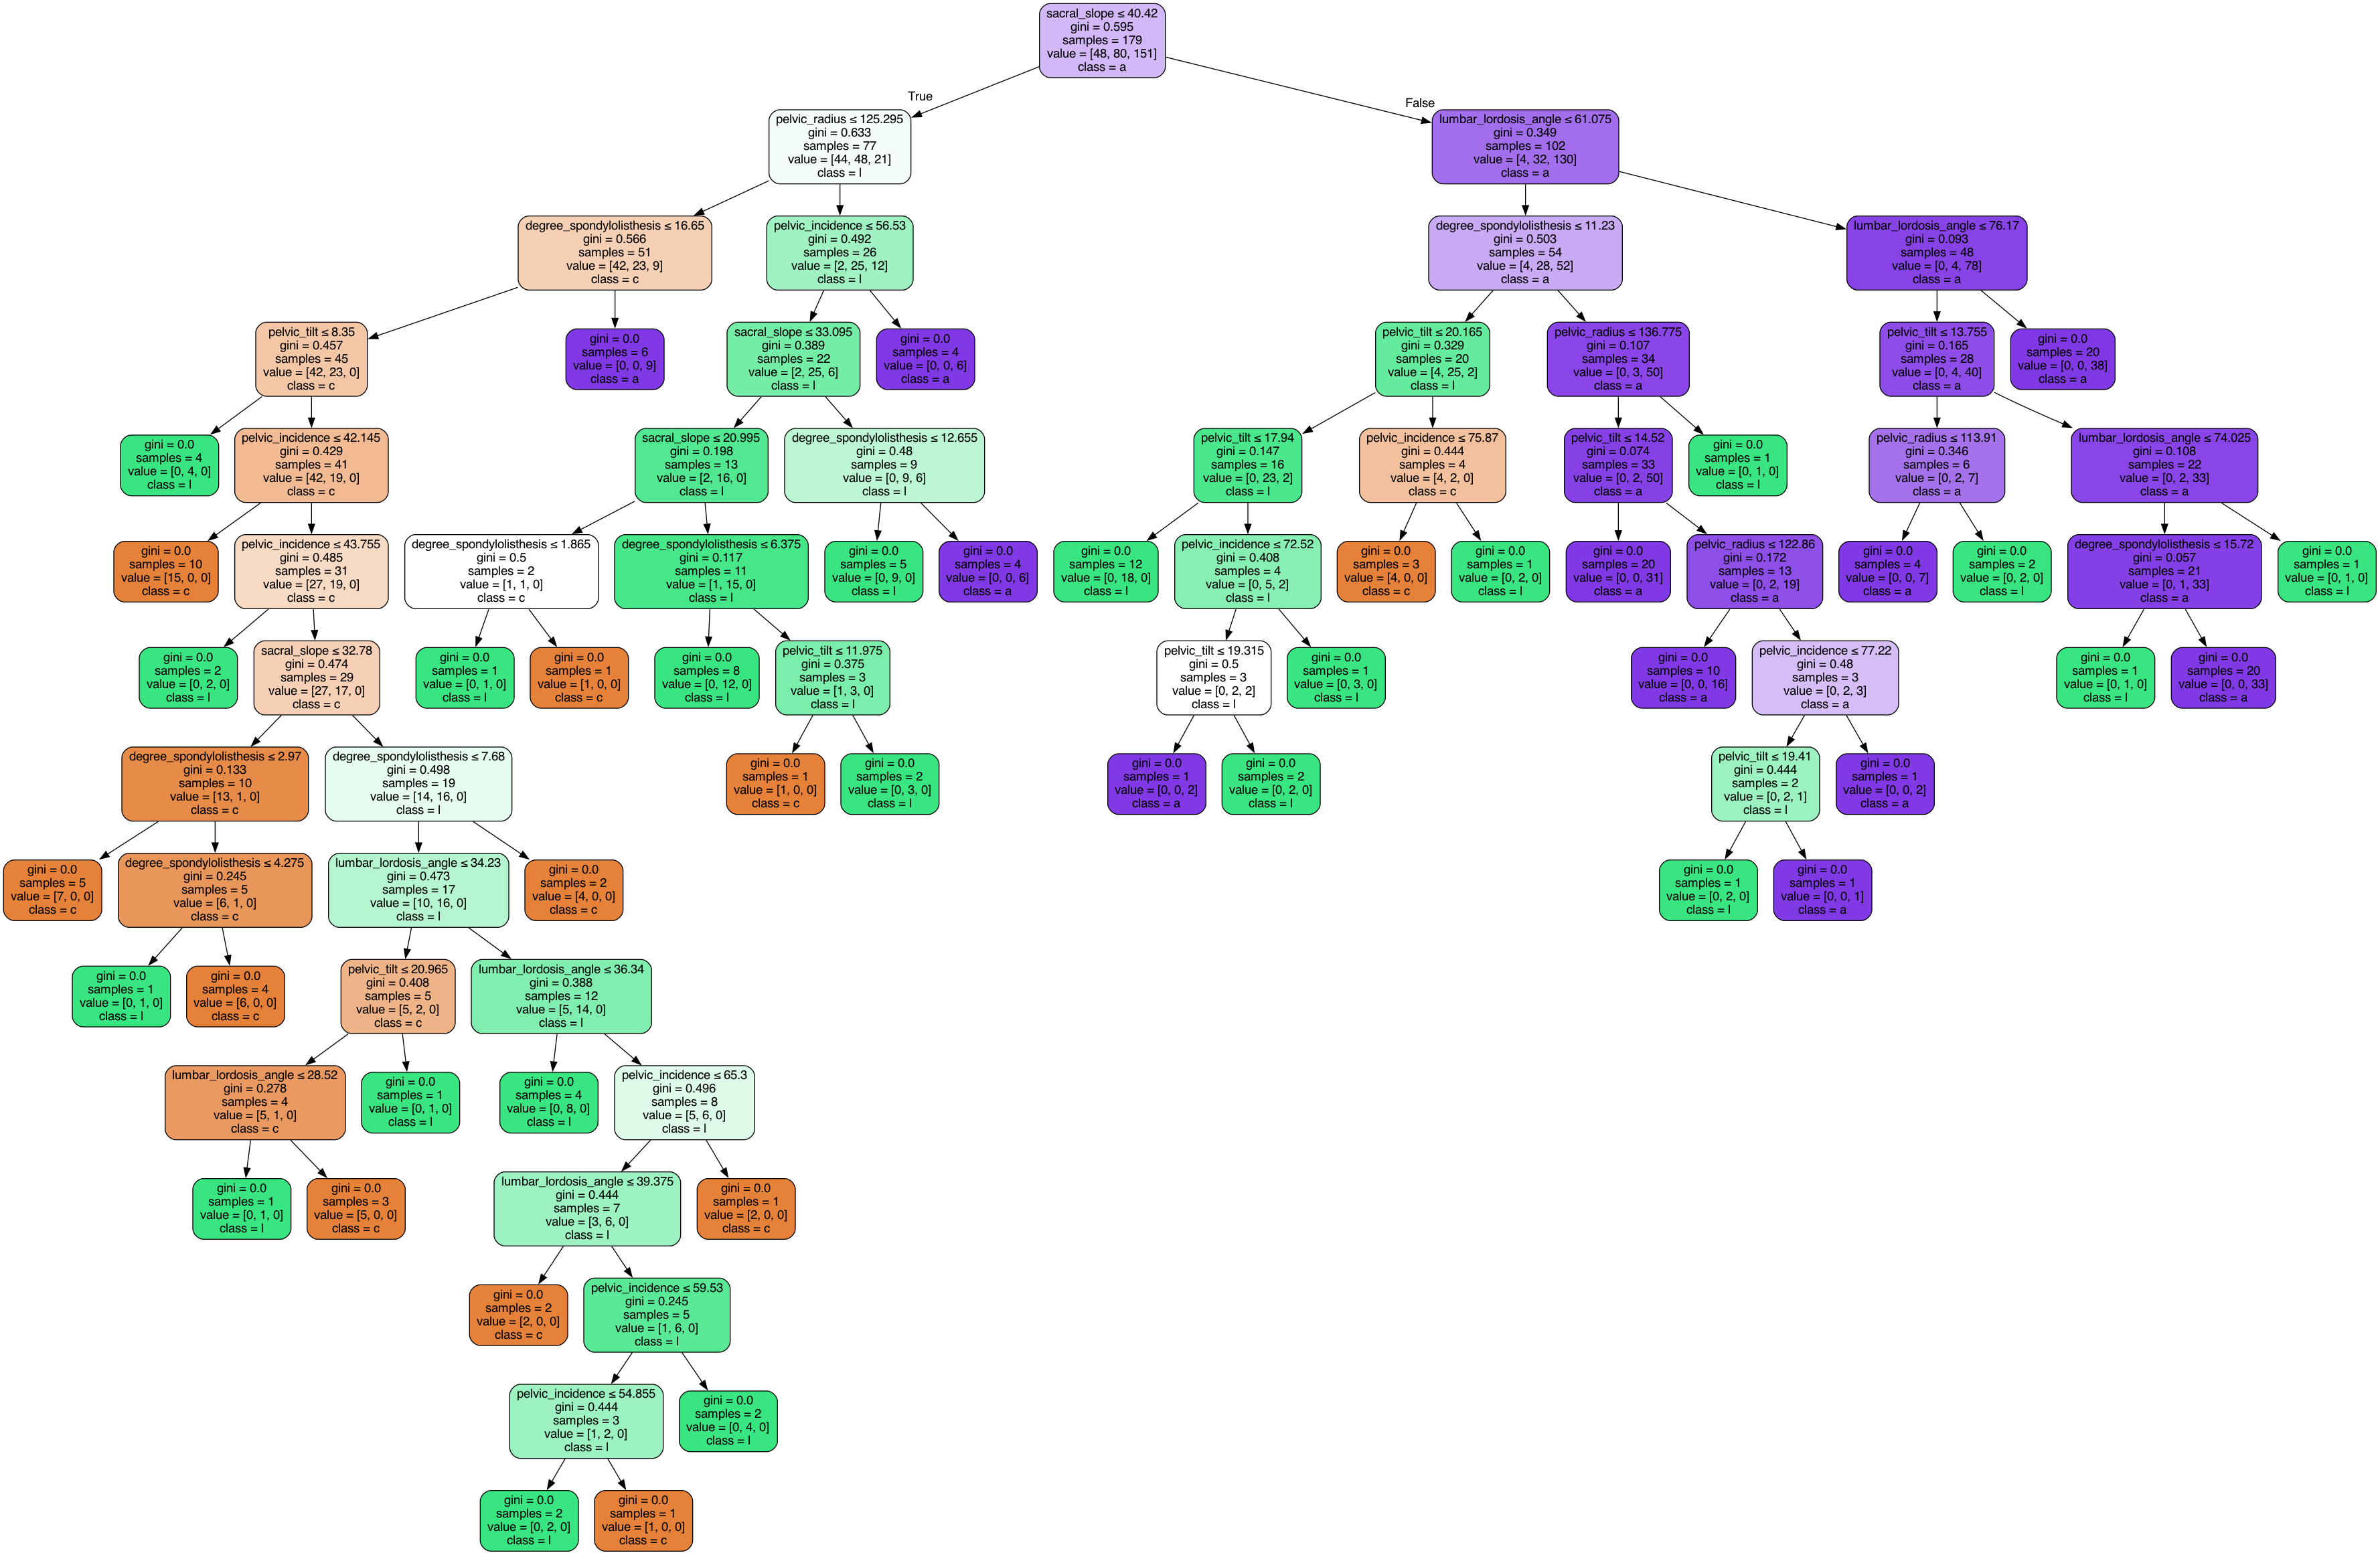 sacral_slope ≤ 40.42
gini = 0.595
samples = 179
value = [48, 80, 151]
class = a
True
False
pelvic_radius ≤ 125.295
gini = 0.633
samples = 77
value = [44, 48, 21]
class = l
lumbar_lordosis_angle ≤ 61.075
gini = 0.349
samples = 102
value = [4, 32, 130]
class = a
degree_spondylolisthesis ≤ 16.65
gini = 0.566
samples = 51
value = [42, 23, 9]
class = c
pelvic_incidence ≤ 56.53
gini = 0.492
samples = 26
value = [2, 25, 12]
class = l
degree_spondylolisthesis ≤ 11.23
gini = 0.503
samples = 54
value = [4, 28, 52]
class = a
lumbar_lordosis_angle ≤ 76.17
gini = 0.093
samples = 48
value = [0, 4, 78]
class = a
pelvic_tilt ≤ 8.35
gini = 0.457
samples = 45
value = [42, 23, 0]
class = c
gini = 0.0
samples = 6
value = [0, 0, 9]
class = a
sacral_slope ≤ 33.095
gini = 0.389
samples = 22
value = [2, 25, 6]
class = l
gini = 0.0
samples = 4
value = [0, 0, 6]
class = a
pelvic_tilt ≤ 20.165
gini = 0.329
samples = 20
value = [4, 25, 2]
class = l
pelvic_radius ≤ 136.775
gini = 0.107
samples = 34
value = [0, 3, 50]
class = a
pelvic_tilt ≤ 13.755
gini = 0.165
samples = 28
value = [0, 4, 40]
class = a
gini = 0.0
samples = 20
value = [0, 0, 38]
class = a
gini = 0.0
samples = 4
value = [0, 4, 0]
class = l
pelvic_incidence ≤ 42.145
gini = 0.429
samples = 41
value = [42, 19, 0]
class = c
sacral_slope ≤ 20.995
gini = 0.198
samples = 13
value = [2, 16, 0]
class = l
degree_spondylolisthesis ≤ 12.655
gini = 0.48
samples = 9
value = [0, 9, 6]
class = l
pelvic_tilt ≤ 17.94
gini = 0.147
samples = 16
value = [0, 23, 2]
class = l
pelvic_incidence ≤ 75.87
gini = 0.444
samples = 4
value = [4, 2, 0]
class = c
pelvic_tilt ≤ 14.52
gini = 0.074
samples = 33
value = [0, 2, 50]
class = a
gini = 0.0
samples = 1
value = [0, 1, 0]
class = l
pelvic_radius ≤ 113.91
gini = 0.346
samples = 6
value = [0, 2, 7]
class = a
lumbar_lordosis_angle ≤ 74.025
gini = 0.108
samples = 22
value = [0, 2, 33]
class = a
gini = 0.0
samples = 10
value = [15, 0, 0]
class = c
pelvic_incidence ≤ 43.755
gini = 0.485
samples = 31
value = [27, 19, 0]
class = c
degree_spondylolisthesis ≤ 1.865
gini = 0.5
samples = 2
value = [1, 1, 0]
class = c
degree_spondylolisthesis ≤ 6.375
gini = 0.117
samples = 11
value = [1, 15, 0]
class = l
gini = 0.0
samples = 5
value = [0, 9, 0]
class = l
gini = 0.0
samples = 4
value = [0, 0, 6]
class = a
gini = 0.0
samples = 12
value = [0, 18, 0]
class = l
pelvic_incidence ≤ 72.52
gini = 0.408
samples = 4
value = [0, 5, 2]
class = l
gini = 0.0
samples = 3
value = [4, 0, 0]
class = c
gini = 0.0
samples = 1
value = [0, 2, 0]
class = l
gini = 0.0
samples = 20
value = [0, 0, 31]
class = a
pelvic_radius ≤ 122.86
gini = 0.172
samples = 13
value = [0, 2, 19]
class = a
gini = 0.0
samples = 4
value = [0, 0, 7]
class = a
gini = 0.0
samples = 2
value = [0, 2, 0]
class = l
degree_spondylolisthesis ≤ 15.72
gini = 0.057
samples = 21
value = [0, 1, 33]
class = a
gini = 0.0
samples = 1
value = [0, 1, 0]
class = l
gini = 0.0
samples = 2
value = [0, 2, 0]
class = l
sacral_slope ≤ 32.78
gini = 0.474
samples = 29
value = [27, 17, 0]
class = c
gini = 0.0
samples = 1
value = [0, 1, 0]
class = l
gini = 0.0
samples = 1
value = [1, 0, 0]
class = c
gini = 0.0
samples = 8
value = [0, 12, 0]
class = l
pelvic_tilt ≤ 11.975
gini = 0.375
samples = 3
value = [1, 3, 0]
class = l
pelvic_tilt ≤ 19.315
gini = 0.5
samples = 3
value = [0, 2, 2]
class = l
gini = 0.0
samples = 1
value = [0, 3, 0]
class = l
gini = 0.0
samples = 10
value = [0, 0, 16]
class = a
pelvic_incidence ≤ 77.22
gini = 0.48
samples = 3
value = [0, 2, 3]
class = a
gini = 0.0
samples = 1
value = [0, 1, 0]
class = l
gini = 0.0
samples = 20
value = [0, 0, 33]
class = a
degree_spondylolisthesis ≤ 2.97
gini = 0.133
samples = 10
value = [13, 1, 0]
class = c
degree_spondylolisthesis ≤ 7.68
gini = 0.498
samples = 19
value = [14, 16, 0]
class = l
gini = 0.0
samples = 1
value = [1, 0, 0]
class = c
gini = 0.0
samples = 2
value = [0, 3, 0]
class = l
gini = 0.0
samples = 1
value = [0, 0, 2]
class = a
gini = 0.0
samples = 2
value = [0, 2, 0]
class = l
pelvic_tilt ≤ 19.41
gini = 0.444
samples = 2
value = [0, 2, 1]
class = l
gini = 0.0
samples = 1
value = [0, 0, 2]
class = a
gini = 0.0
samples = 5
value = [7, 0, 0]
class = c
degree_spondylolisthesis ≤ 4.275
gini = 0.245
samples = 5
value = [6, 1, 0]
class = c
lumbar_lordosis_angle ≤ 34.23
gini = 0.473
samples = 17
value = [10, 16, 0]
class = l
gini = 0.0
samples = 2
value = [4, 0, 0]
class = c
gini = 0.0
samples = 1
value = [0, 2, 0]
class = l
gini = 0.0
samples = 1
value = [0, 0, 1]
class = a
gini = 0.0
samples = 1
value = [0, 1, 0]
class = l
gini = 0.0
samples = 4
value = [6, 0, 0]
class = c
pelvic_tilt ≤ 20.965
gini = 0.408
samples = 5
value = [5, 2, 0]
class = c
lumbar_lordosis_angle ≤ 36.34
gini = 0.388
samples = 12
value = [5, 14, 0]
class = l
lumbar_lordosis_angle ≤ 28.52
gini = 0.278
samples = 4
value = [5, 1, 0]
class = c
gini = 0.0
samples = 1
value = [0, 1, 0]
class = l
gini = 0.0
samples = 4
value = [0, 8, 0]
class = l
pelvic_incidence ≤ 65.3
gini = 0.496
samples = 8
value = [5, 6, 0]
class = l
gini = 0.0
samples = 1
value = [0, 1, 0]
class = l
gini = 0.0
samples = 3
value = [5, 0, 0]
class = c
lumbar_lordosis_angle ≤ 39.375
gini = 0.444
samples = 7
value = [3, 6, 0]
class = l
gini = 0.0
samples = 1
value = [2, 0, 0]
class = c
gini = 0.0
samples = 2
value = [2, 0, 0]
class = c
pelvic_incidence ≤ 59.53
gini = 0.245
samples = 5
value = [1, 6, 0]
class = l
pelvic_incidence ≤ 54.855
gini = 0.444
samples = 3
value = [1, 2, 0]
class = l
gini = 0.0
samples = 2
value = [0, 4, 0]
class = l
gini = 0.0
samples = 2
value = [0, 2, 0]
class = l
gini = 0.0
samples = 1
value = [1, 0, 0]
class = c